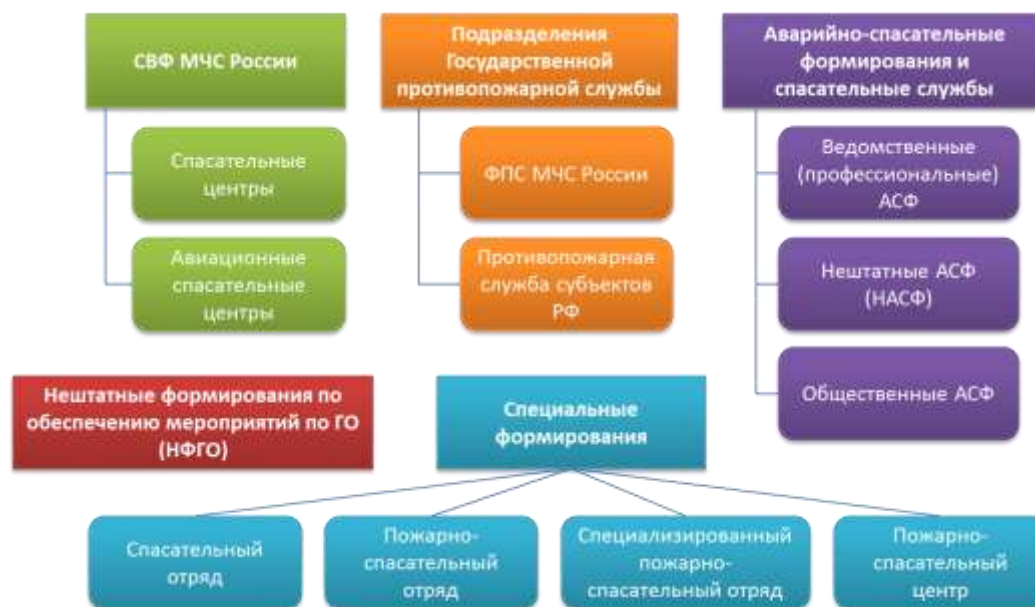 СВФ МЧС России
Спасательные
центры
Авиационные
спасательные
центры
Подразделения
Государственной
противопожарной службы
ФПС МЧС России
Противопожарная
служба субъектов
РФ
Аварийно-спасательные
формирования и
спасательные службы
Ведомственные
(профессиональные)
АСФ
Нештатные АСФ
(НАСФ)
Общественные АСФ
Нештатные формирования по
обеспечению мероприятий по ГО
(НФГО)
Специальные
формирования
Спасательный
отряд
Пожарно-
спасательный
отряд
Специализированный
пожарно-
спасательный отряд
Пожарно-
спасательный
центр